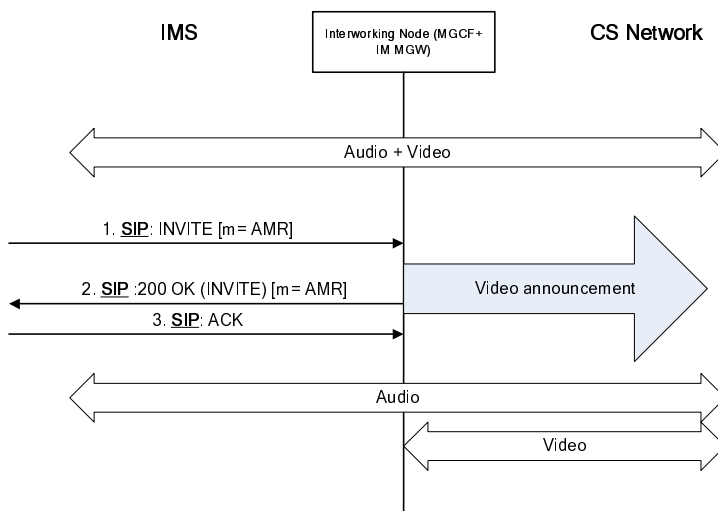 IMS
Interworking Node (MGCF+
IM MGW)
CS Network
Audio + Video
1. SIP: INVITE [m= AMR]
2. SIP :200 OK (INVITE) [m= AMR]
Video announcement
3. SIP: ACK
Audio
Video